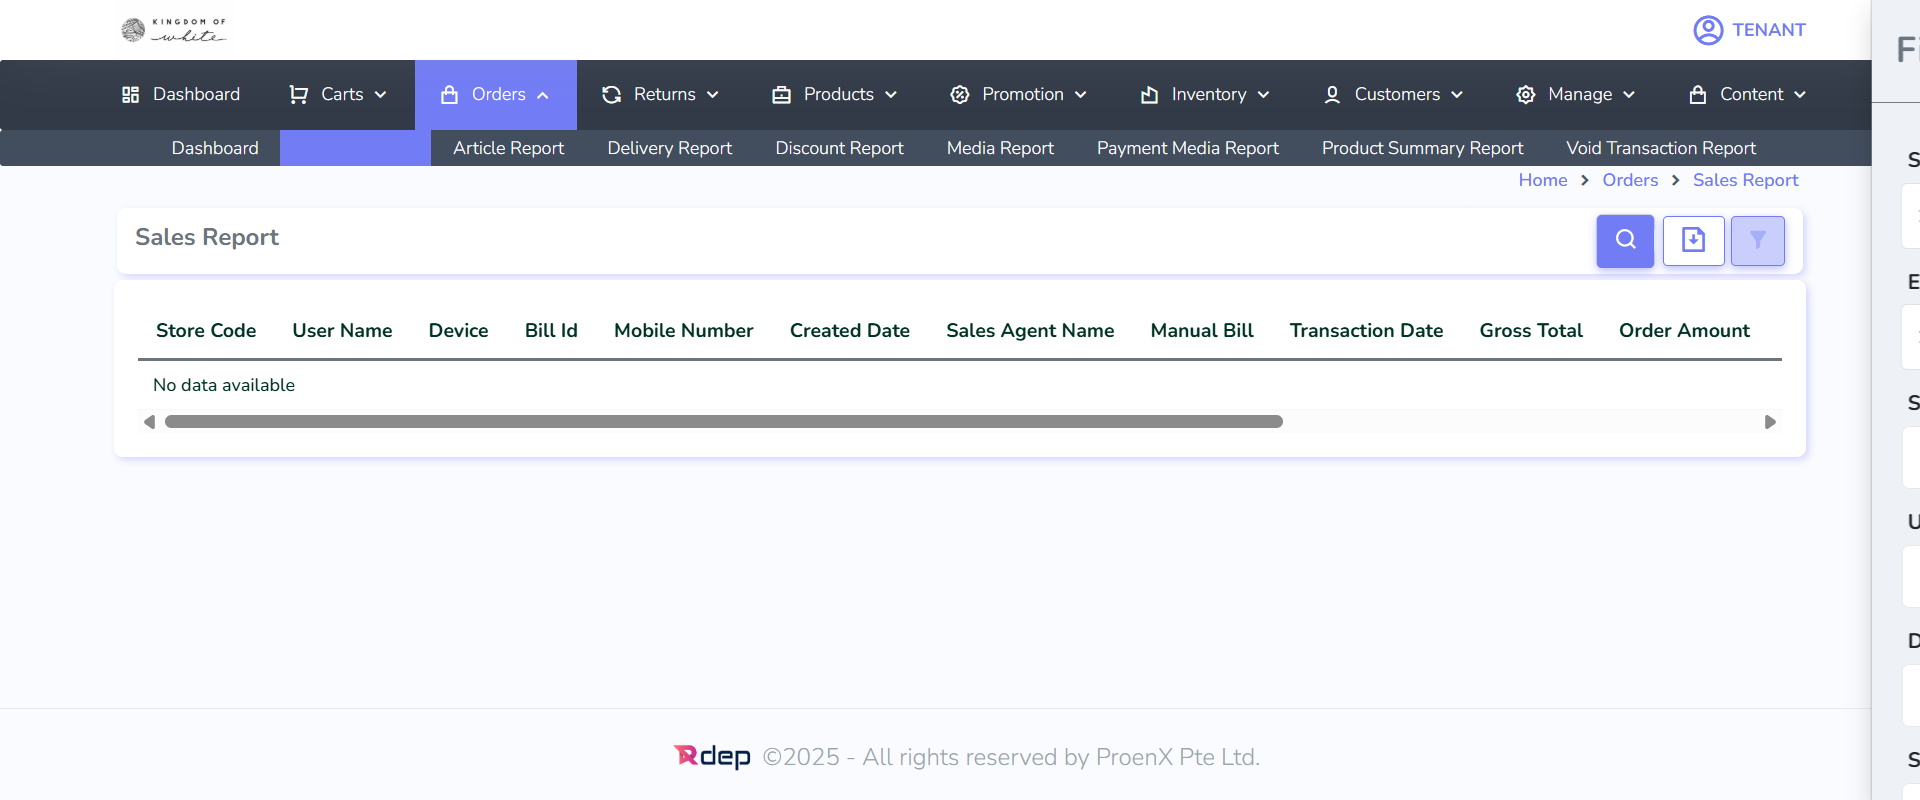 KINGDOM OF
white
TENANT
Dashboard
Carts
Orders
Returns
Products
Promotion
Inventory
Customers
Manage
Content
Dashboard
Article Report
Delivery Report
Discount Report
Media Report
Payment Media Report
Product Summary Report
Void Transaction Report
Home > Orders > Sales Report
Sales Report
Store Code
User Name
Device
Bill Id
Mobile Number
Created Date
Sales Agent Name
Manual Bill
Transaction Date
Gross Total
Order Amount
No data available
Rdep ©2025 - All rights reserved by ProenX Pte Ltd.